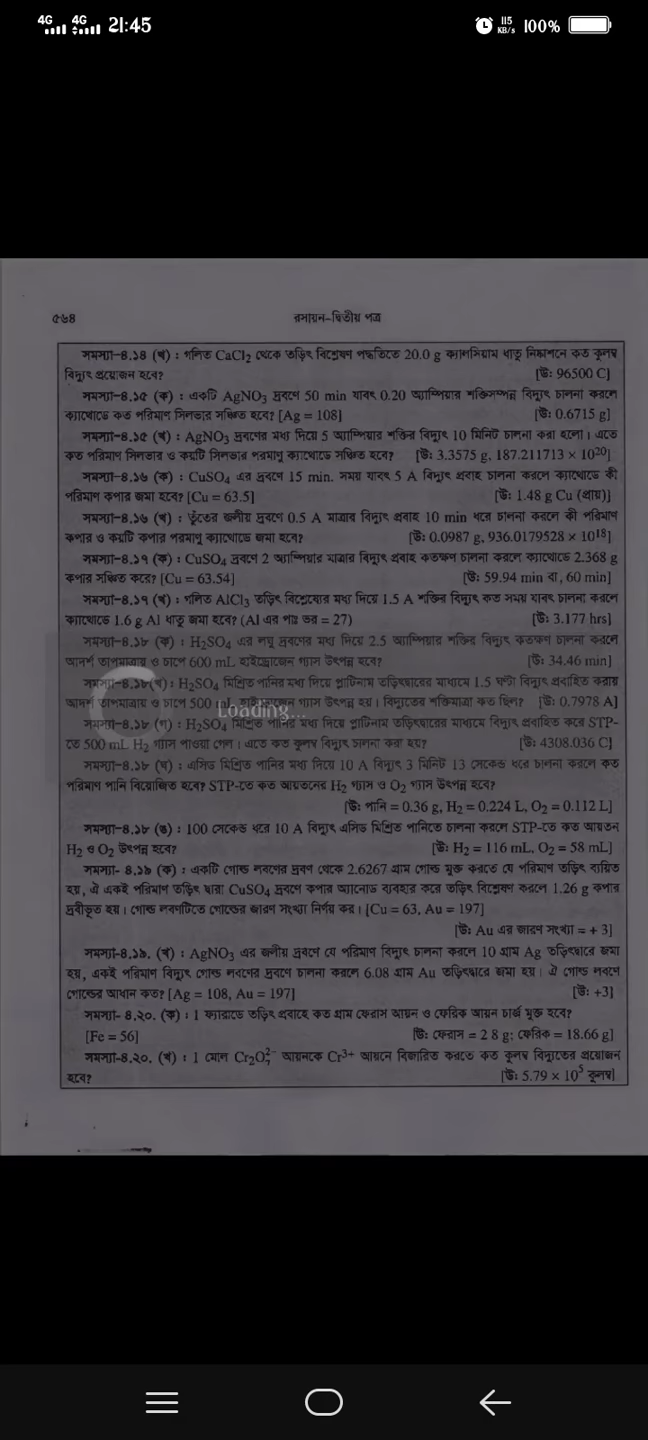 4G 4G 21:45
115 KB/s 100%
৫৬৪
রসায়ন-দ্বিতীয় পত্র
সমস্যা-৪.১৪ (খ) : গলিত CaCl₂ থেকে তড়িৎ বিশ্লেষণ পদ্ধতিতে 20.0 g ক্যালসিয়াম ধাতু নিষ্কাশনে কত কুলম্ব
বিদ্যুৎ প্রয়োজন হবে? [উ: 96500 C]
সমস্যা-৪.১৫ (ক) : একটি AgNO₃ দ্রবণে 50 min যাবৎ 0.20 অ্যাম্পিয়ার শক্তিসম্পন্ন বিদ্যুৎ চালনা করলে
ক্যাথোডে কত পরিমাণ সিলভার সঞ্চিত হবে? [Ag = 108] [উ: 0.6715 g]
সমস্যা-৪.১৫ (খ) : AgNO₃ দ্রবণের মধ্য দিয়ে 5 অ্যাম্পিয়ার শক্তির বিদ্যুৎ 10 মিনিট চালনা করা হলো। এতে
কত পরিমাণ সিলভার ও কয়টি সিলভার পরমাণু ক্যাথোডে সঞ্চিত হবে? [উ: 3.3575 g, 187.211713 × 10²⁰]
সমস্যা-৪.১৬ (ক) : CuSO₄ এর দ্রবণে 15 min. সময় যাবৎ 5 A বিদ্যুৎ প্রবাহ চালনা করলে ক্যাথোডে কী
পরিমাণ কপার জমা হবে? [Cu = 63.5] [উ: 1.48 g Cu (প্রায়)]
সমস্যা-৪.১৬ (খ) : তুঁতের জলীয় দ্রবণে 0.5 A মাত্রার বিদ্যুৎ প্রবাহ 10 min ধরে চালনা করলে কী পরিমাণ
কপার ও কয়টি কপার পরমাণু ক্যাথোডে জমা হবে? [উ: 0.0987 g, 936.0179528 × 10¹⁸]
সমস্যা-৪.১৭ (ক) : CuSO₄ দ্রবণে 2 অ্যাম্পিয়ার মাত্রার বিদ্যুৎ প্রবাহ কতক্ষণ চালনা করলে ক্যাথোডে 2.368 g
কপার সঞ্চিত করে? [Cu = 63.54] [উ: 59.94 min বা, 60 min]
সমস্যা-৪.১৭ (খ) : গলিত AlCl₃ তড়িৎ বিশ্লেষ্যের মধ্য দিয়ে 1.5 A শক্তির বিদ্যুৎ কত সময় যাবৎ চালনা করলে
ক্যাথোডে 1.6 g Al ধাতু জমা হবে? (Al এর পাঃ ভর = 27) [উ: 3.177 hrs]
সমস্যা-৪.১৮ (ক) : H₂SO₄ এর লঘু দ্রবণের মধ্য দিয়ে 2.5 অ্যাম্পিয়ার শক্তির বিদ্যুৎ কতক্ষণ চালনা করলে
আদর্শ তাপমাত্রায় ও চাপে 600 mL হাইড্রোজেন গ্যাস উৎপন্ন হবে? [উ: 34.46 min]
সমস্যা-৪.১৮(খ) : H₂SO₄ মিশ্রিত পানির মধ্য দিয়ে প্লাটিনাম তড়িৎদ্বারের মাধ্যমে 1.5 ঘণ্টা বিদ্যুৎ প্রবাহিত করায়
আদর্শ তাপমাত্রায় ও চাপে 500 mL হাইড্রোজেন গ্যাস উৎপন্ন হয়। বিদ্যুতের শক্তিমাত্রা কত ছিল? [উ: 0.7978 A]
Loading...
সমস্যা-৪.১৮ (গ) : H₂SO₄ মিশ্রিত পানির মধ্য দিয়ে প্লাটিনাম তড়িৎদ্বারের মাধ্যমে বিদ্যুৎ প্রবাহিত করে STP-
তে 500 mL H₂ গ্যাস পাওয়া গেল। এতে কত কুলম্ব বিদ্যুৎ চালনা করা হয়? [উ: 4308.036 C]
সমস্যা-৪.১৮ (ঘ) : এসিড মিশ্রিত পানির মধ্য দিয়ে 10 A বিদ্যুৎ 3 মিনিট 13 সেকেন্ড ধরে চালনা করলে কত
পরিমাণ পানি বিয়োজিত হবে? STP-তে কত আয়তনের H₂ গ্যাস ও O₂ গ্যাস উৎপন্ন হবে?
[উ: পানি = 0.36 g, H₂ = 0.224 L, O₂ = 0.112 L]
সমস্যা-৪.১৮ (ঙ) : 100 সেকেন্ড ধরে 10 A বিদ্যুৎ এসিড মিশ্রিত পানিতে চালনা করলে STP-তে কত আয়তন
H₂ ও O₂ উৎপন্ন হবে? [উ: H₂ = 116 mL, O₂ = 58 mL]
সমস্যা- ৪.১৯ (ক) : একটি গোল্ড লবণের দ্রবণ থেকে 2.6267 গ্রাম গোল্ড মুক্ত করতে যে পরিমাণ তড়িৎ ব্যয়িত
হয়, ঐ একই পরিমাণ তড়িৎ দ্বারা CuSO₄ দ্রবণে কপার অ্যানোড ব্যবহার করে তড়িৎ বিশ্লেষণ করলে 1.26 g কপার
দ্রবীভূত হয়। গোল্ড লবণটিতে গোল্ডের জারণ সংখ্যা নির্ণয় কর। [Cu = 63, Au = 197]
[উ: Au এর জারণ সংখ্যা = + 3]
সমস্যা-৪.১৯. (খ) : AgNO₃ এর জলীয় দ্রবণে যে পরিমাণ বিদ্যুৎ চালনা করলে 10 গ্রাম Ag তড়িৎদ্বারে জমা
হয়, একই পরিমাণ বিদ্যুৎ গোল্ড লবণের দ্রবণে চালনা করলে 6.08 গ্রাম Au তড়িৎদ্বারে জমা হয়। ঐ গোল্ড লবণে
গোল্ডের আধান কত? [Ag = 108, Au = 197] [উ: +3]
সমস্যা- ৪.২০. (ক) : 1 ফ্যারাডে তড়িৎ প্রবাহে কত গ্রাম ফেরাস আয়ন ও ফেরিক আয়ন চার্জ মুক্ত হবে?
[Fe = 56] [উ: ফেরাস = 2 8 g; ফেরিক = 18.66 g]
সমস্যা-৪.২০. (খ) : 1 মোল Cr₂O₇²⁻ আয়নকে Cr³⁺ আয়নে বিজারিত করতে কত কুলম্ব বিদ্যুতের প্রয়োজন
হবে? [উ: 5.79 × 10⁵ কুলম্ব]